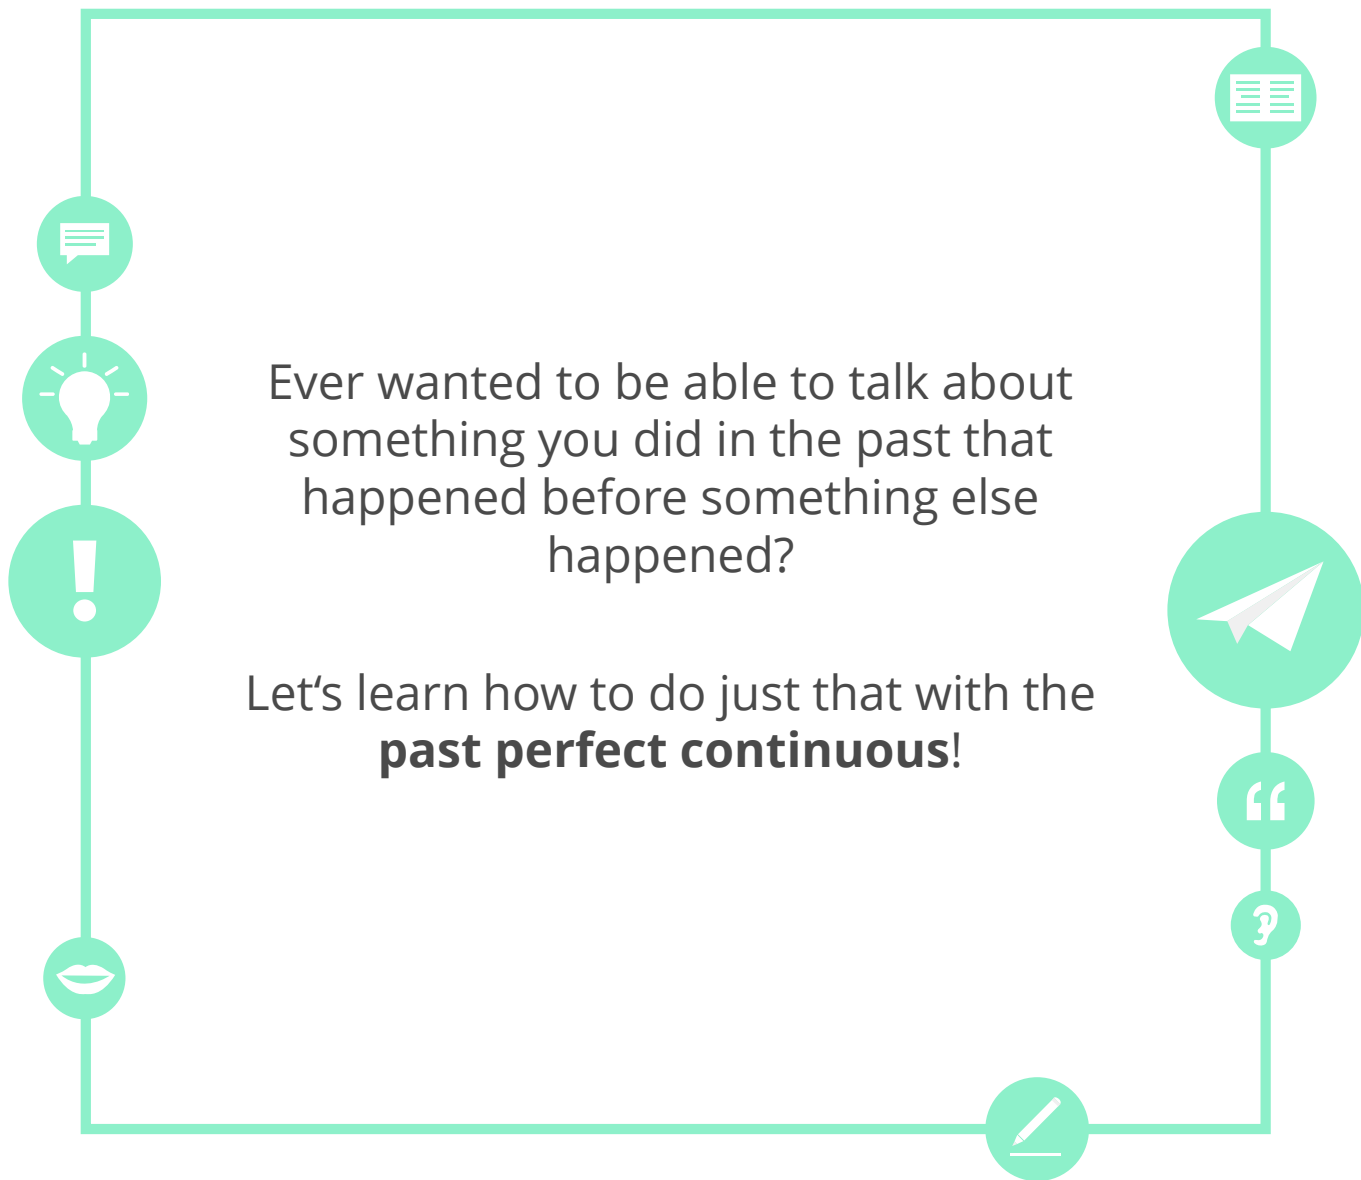 Ever wanted to be able to talk about
something you did in the past that
happened before something else
happened?
Let‘s learn how to do just that with the
past perfect continuous!